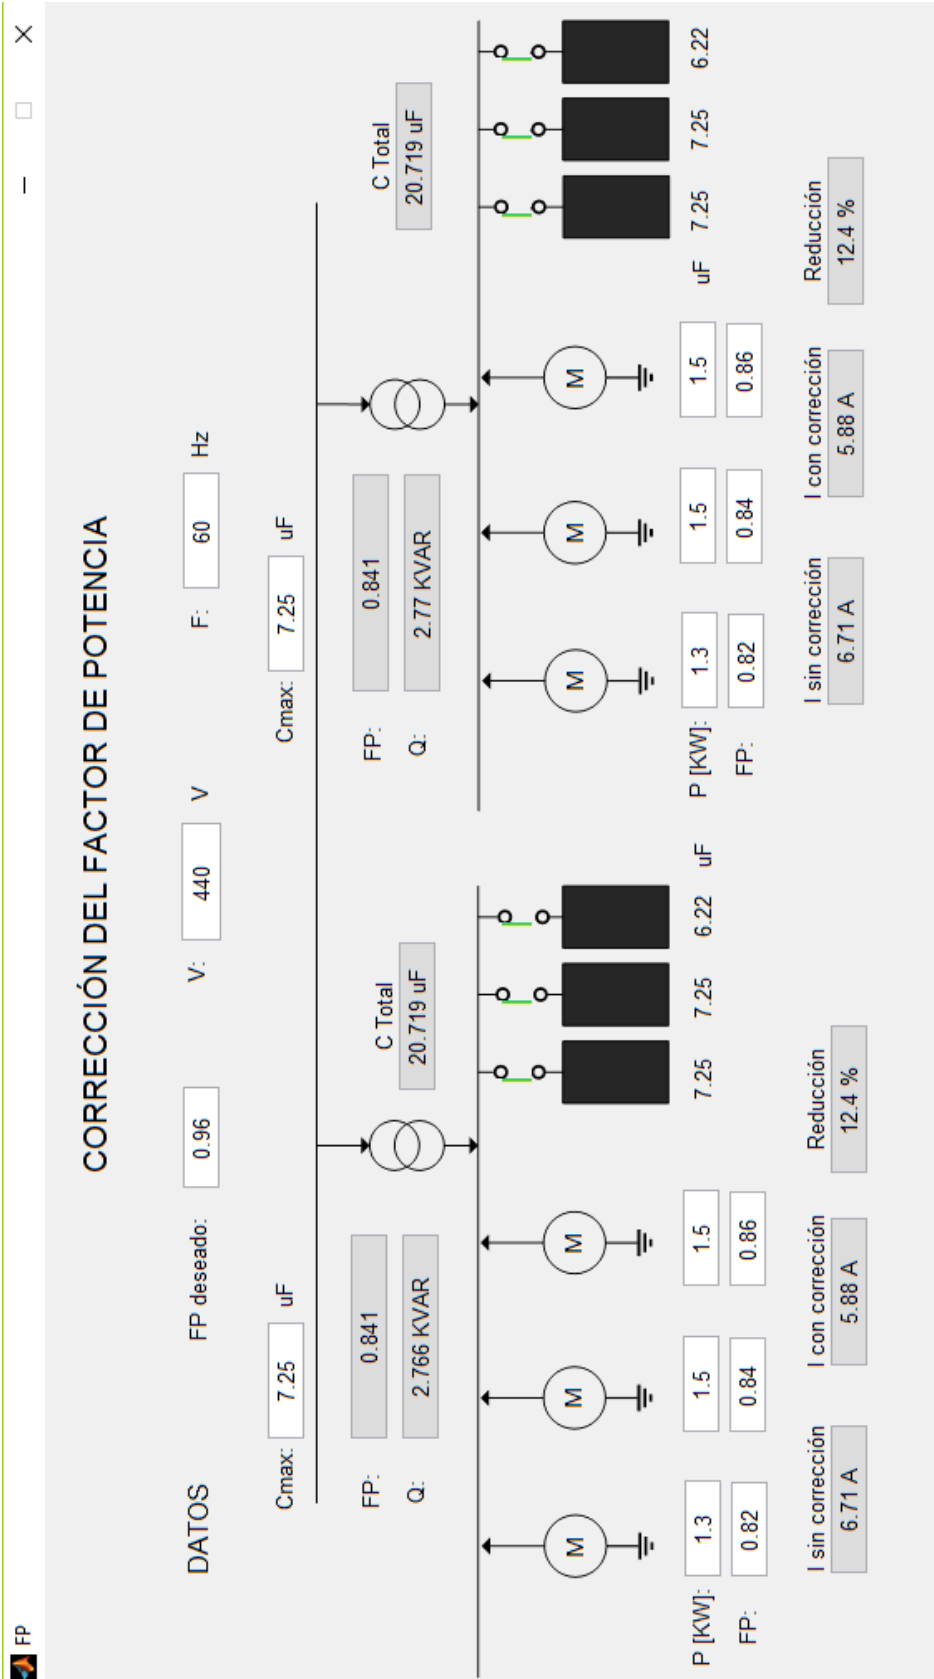 FP
CORRECCIÓN DEL FACTOR DE POTENCIA
DATOS FP deseado: 0.96 V: 440 V F: 60 Hz
Cmax: 7.25 uF Cmax: 7.25 uF
FP: 0.841 C Total FP: 0.841 C Total
Q: 2.766 KVAR 20.719 uF Q: 2.77 KVAR 20.719 uF
M M M M M M
P [KW]: 1.3 1.5 1.5 7.25 7.25 6.22 uF P [KW]: 1.3 1.5 1.5 uF 7.25 7.25 6.22
FP: 0.82 0.84 0.86 FP: 0.82 0.84 0.86
I sin corrección I con corrección Reducción I sin corrección I con corrección Reducción
6.71 A 5.88 A 12.4 % 6.71 A 5.88 A 12.4 %